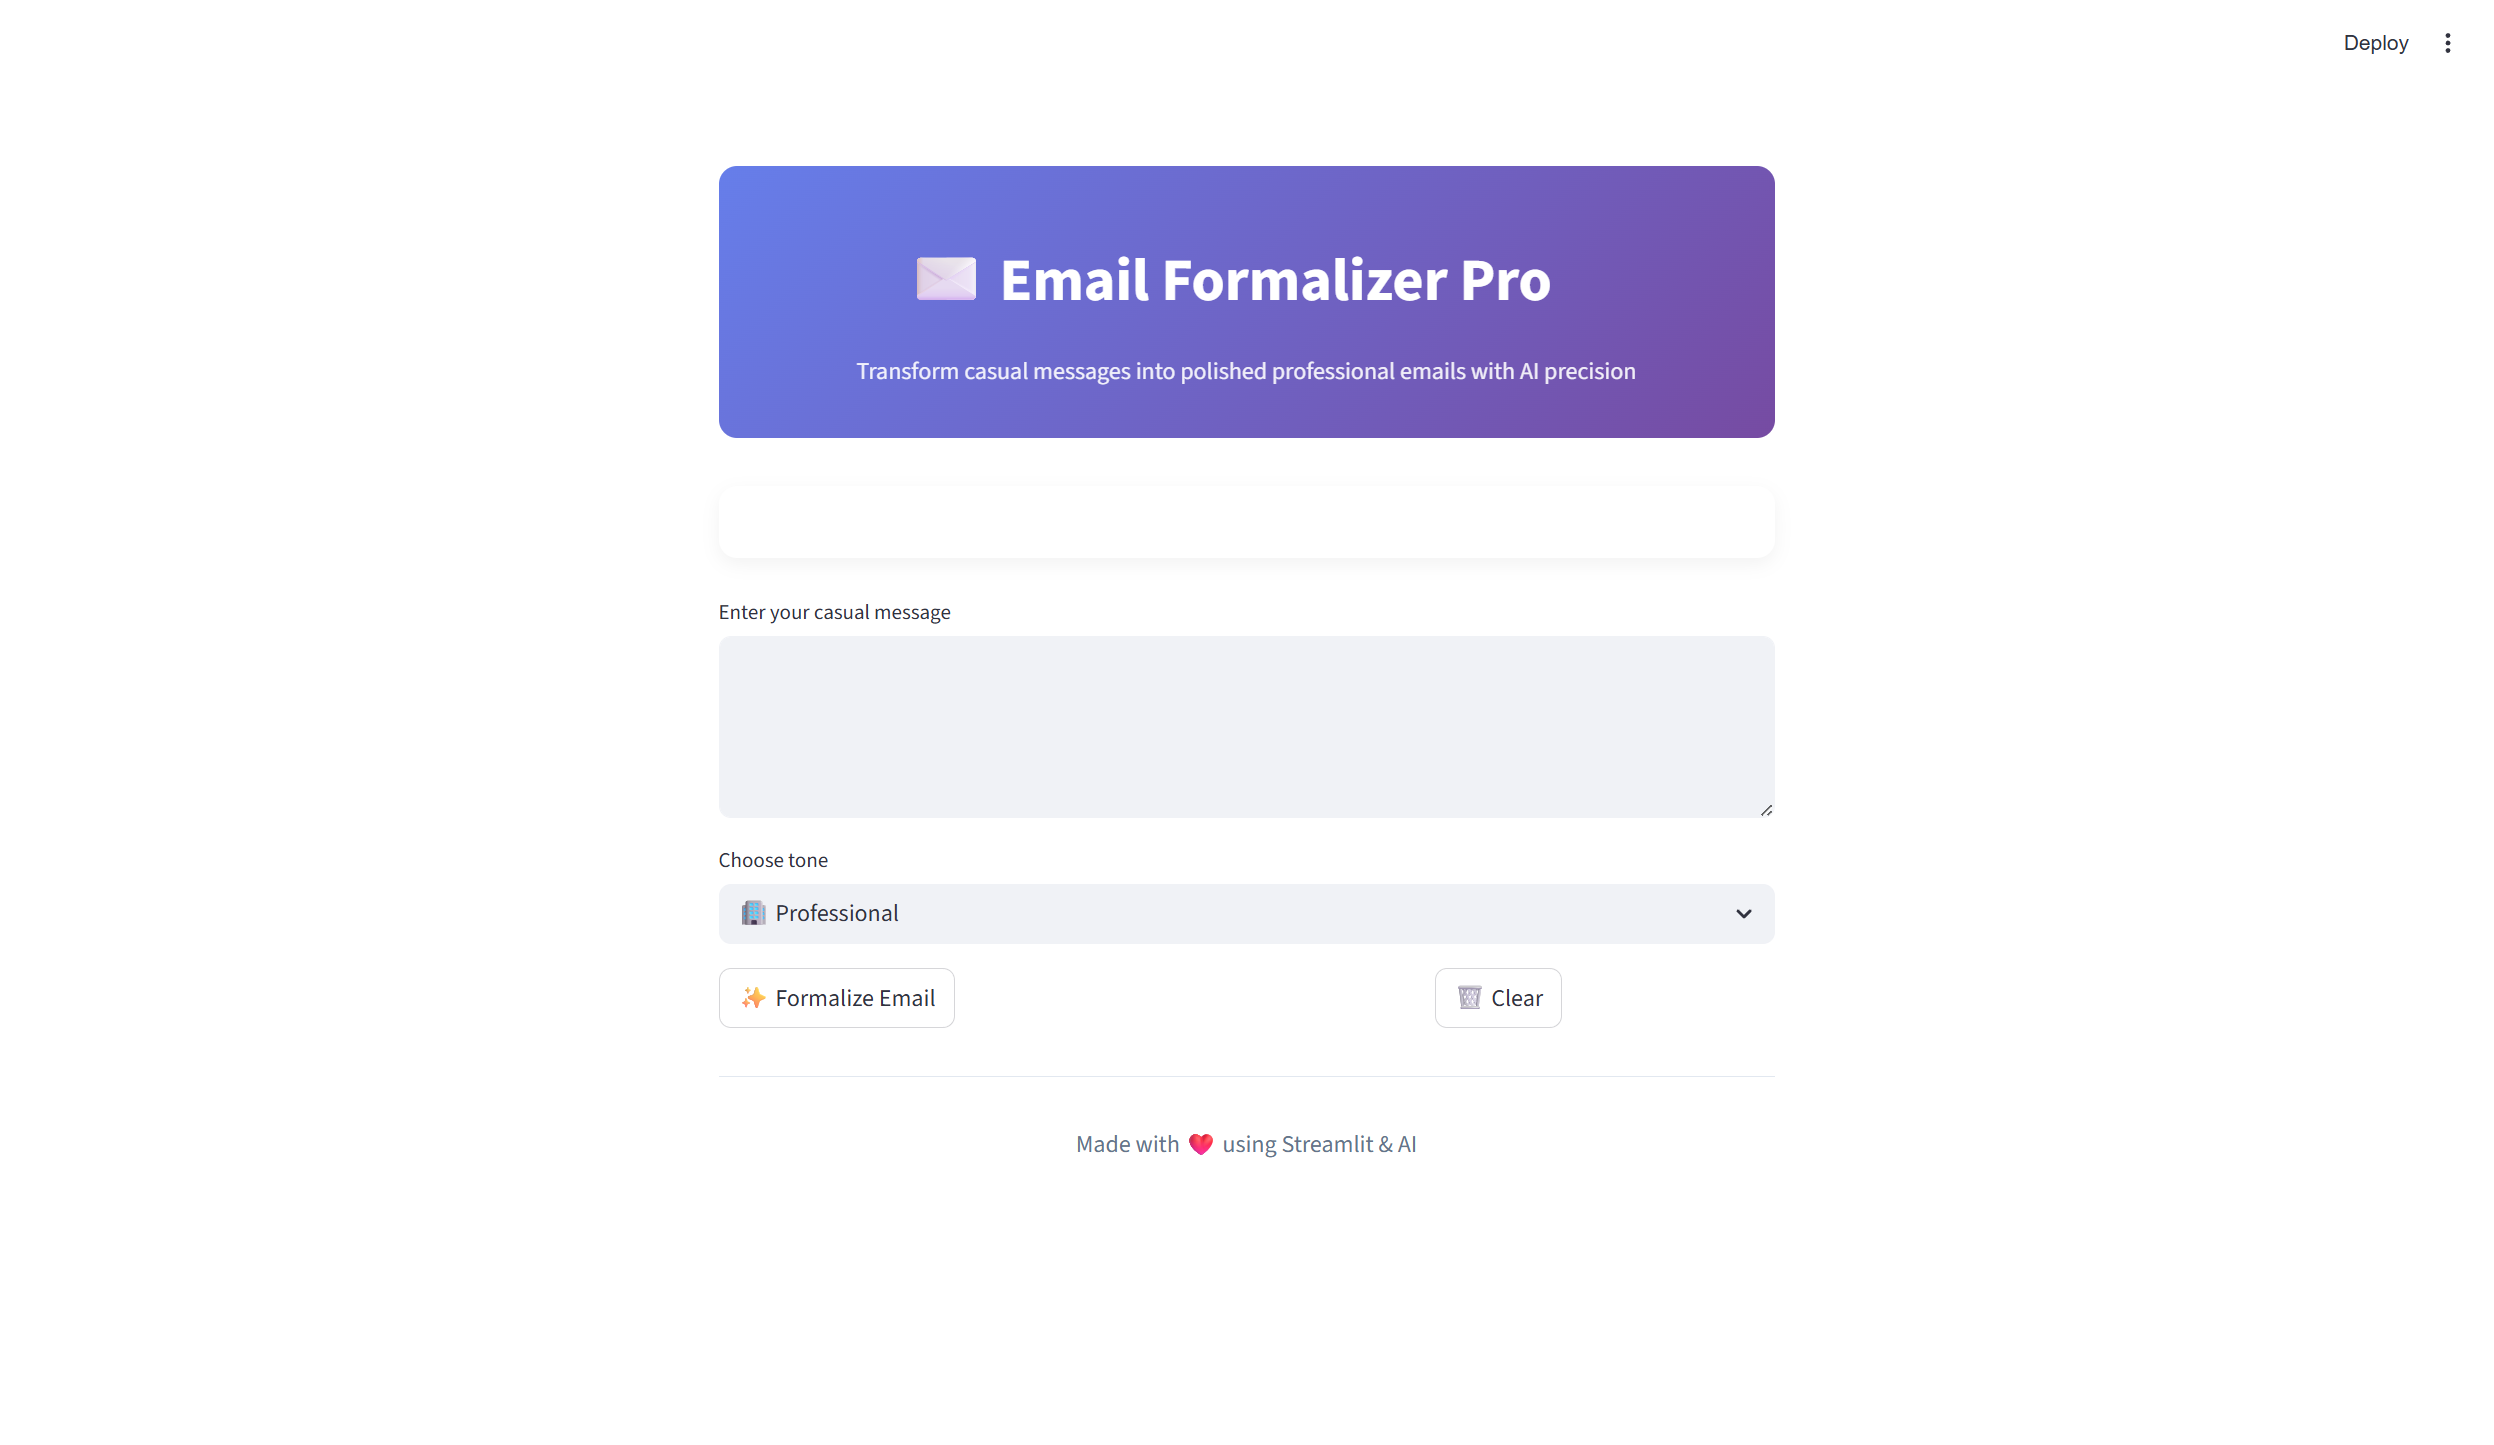 Deploy
Email Formalizer Pro
Transform casual messages into polished professional emails with AI precision
Enter your casual message
Choose tone
Professional
Formalize Email
Clear
Made with ❤️ using Streamlit & AI